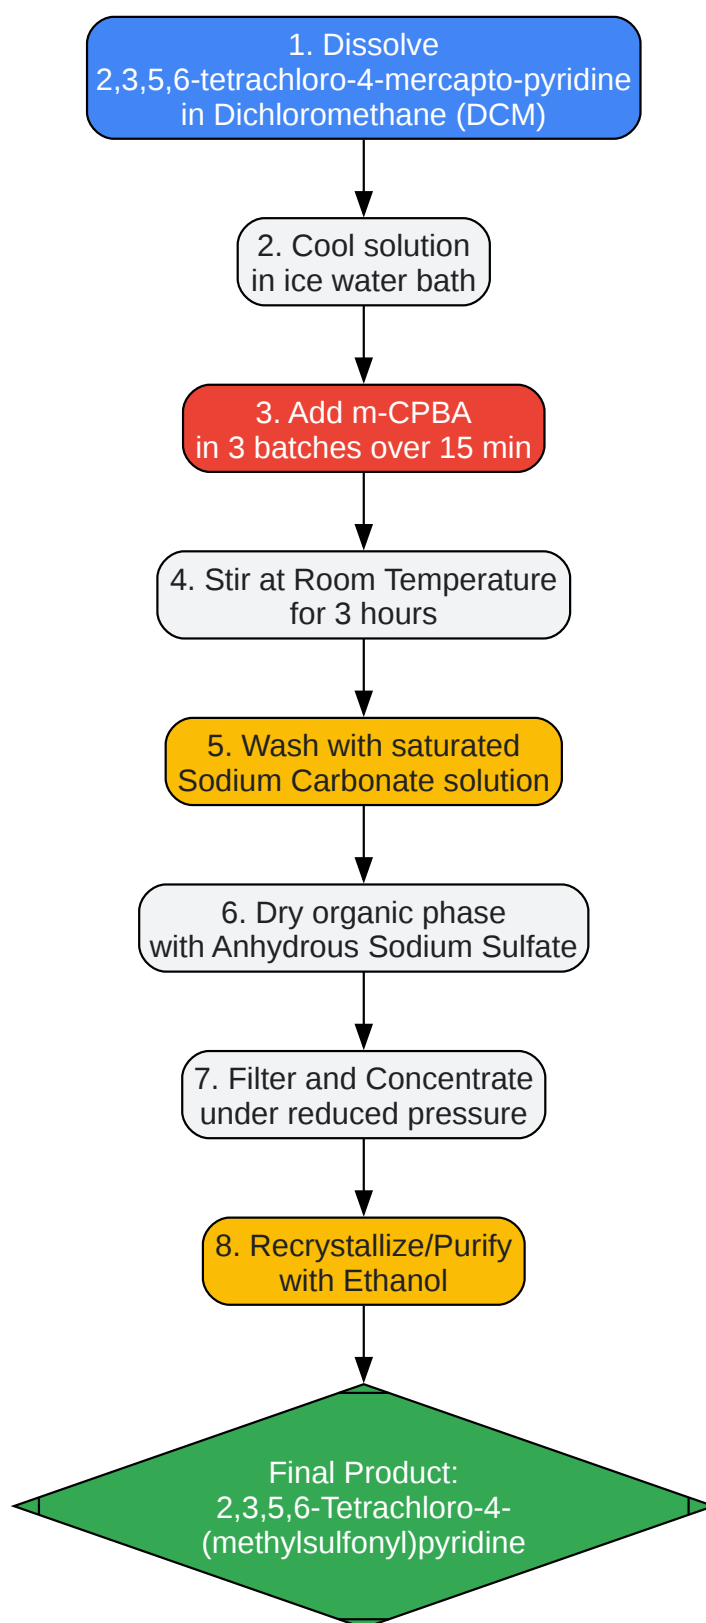 1. Dissolve
2,3,5,6-tetrachloro-4-mercapto-pyridine
in Dichloromethane (DCM)
2. Cool solution
in ice water bath
3. Add m-CPBA
in 3 batches over 15 min
4. Stir at Room Temperature
for 3 hours
5. Wash with saturated
Sodium Carbonate solution
6. Dry organic phase
with Anhydrous Sodium Sulfate
7. Filter and Concentrate
under reduced pressure
8. Recrystallize/Purify
with Ethanol
Final Product:
2,3,5,6-Tetrachloro-4-
(methylsulfonyl)pyridine